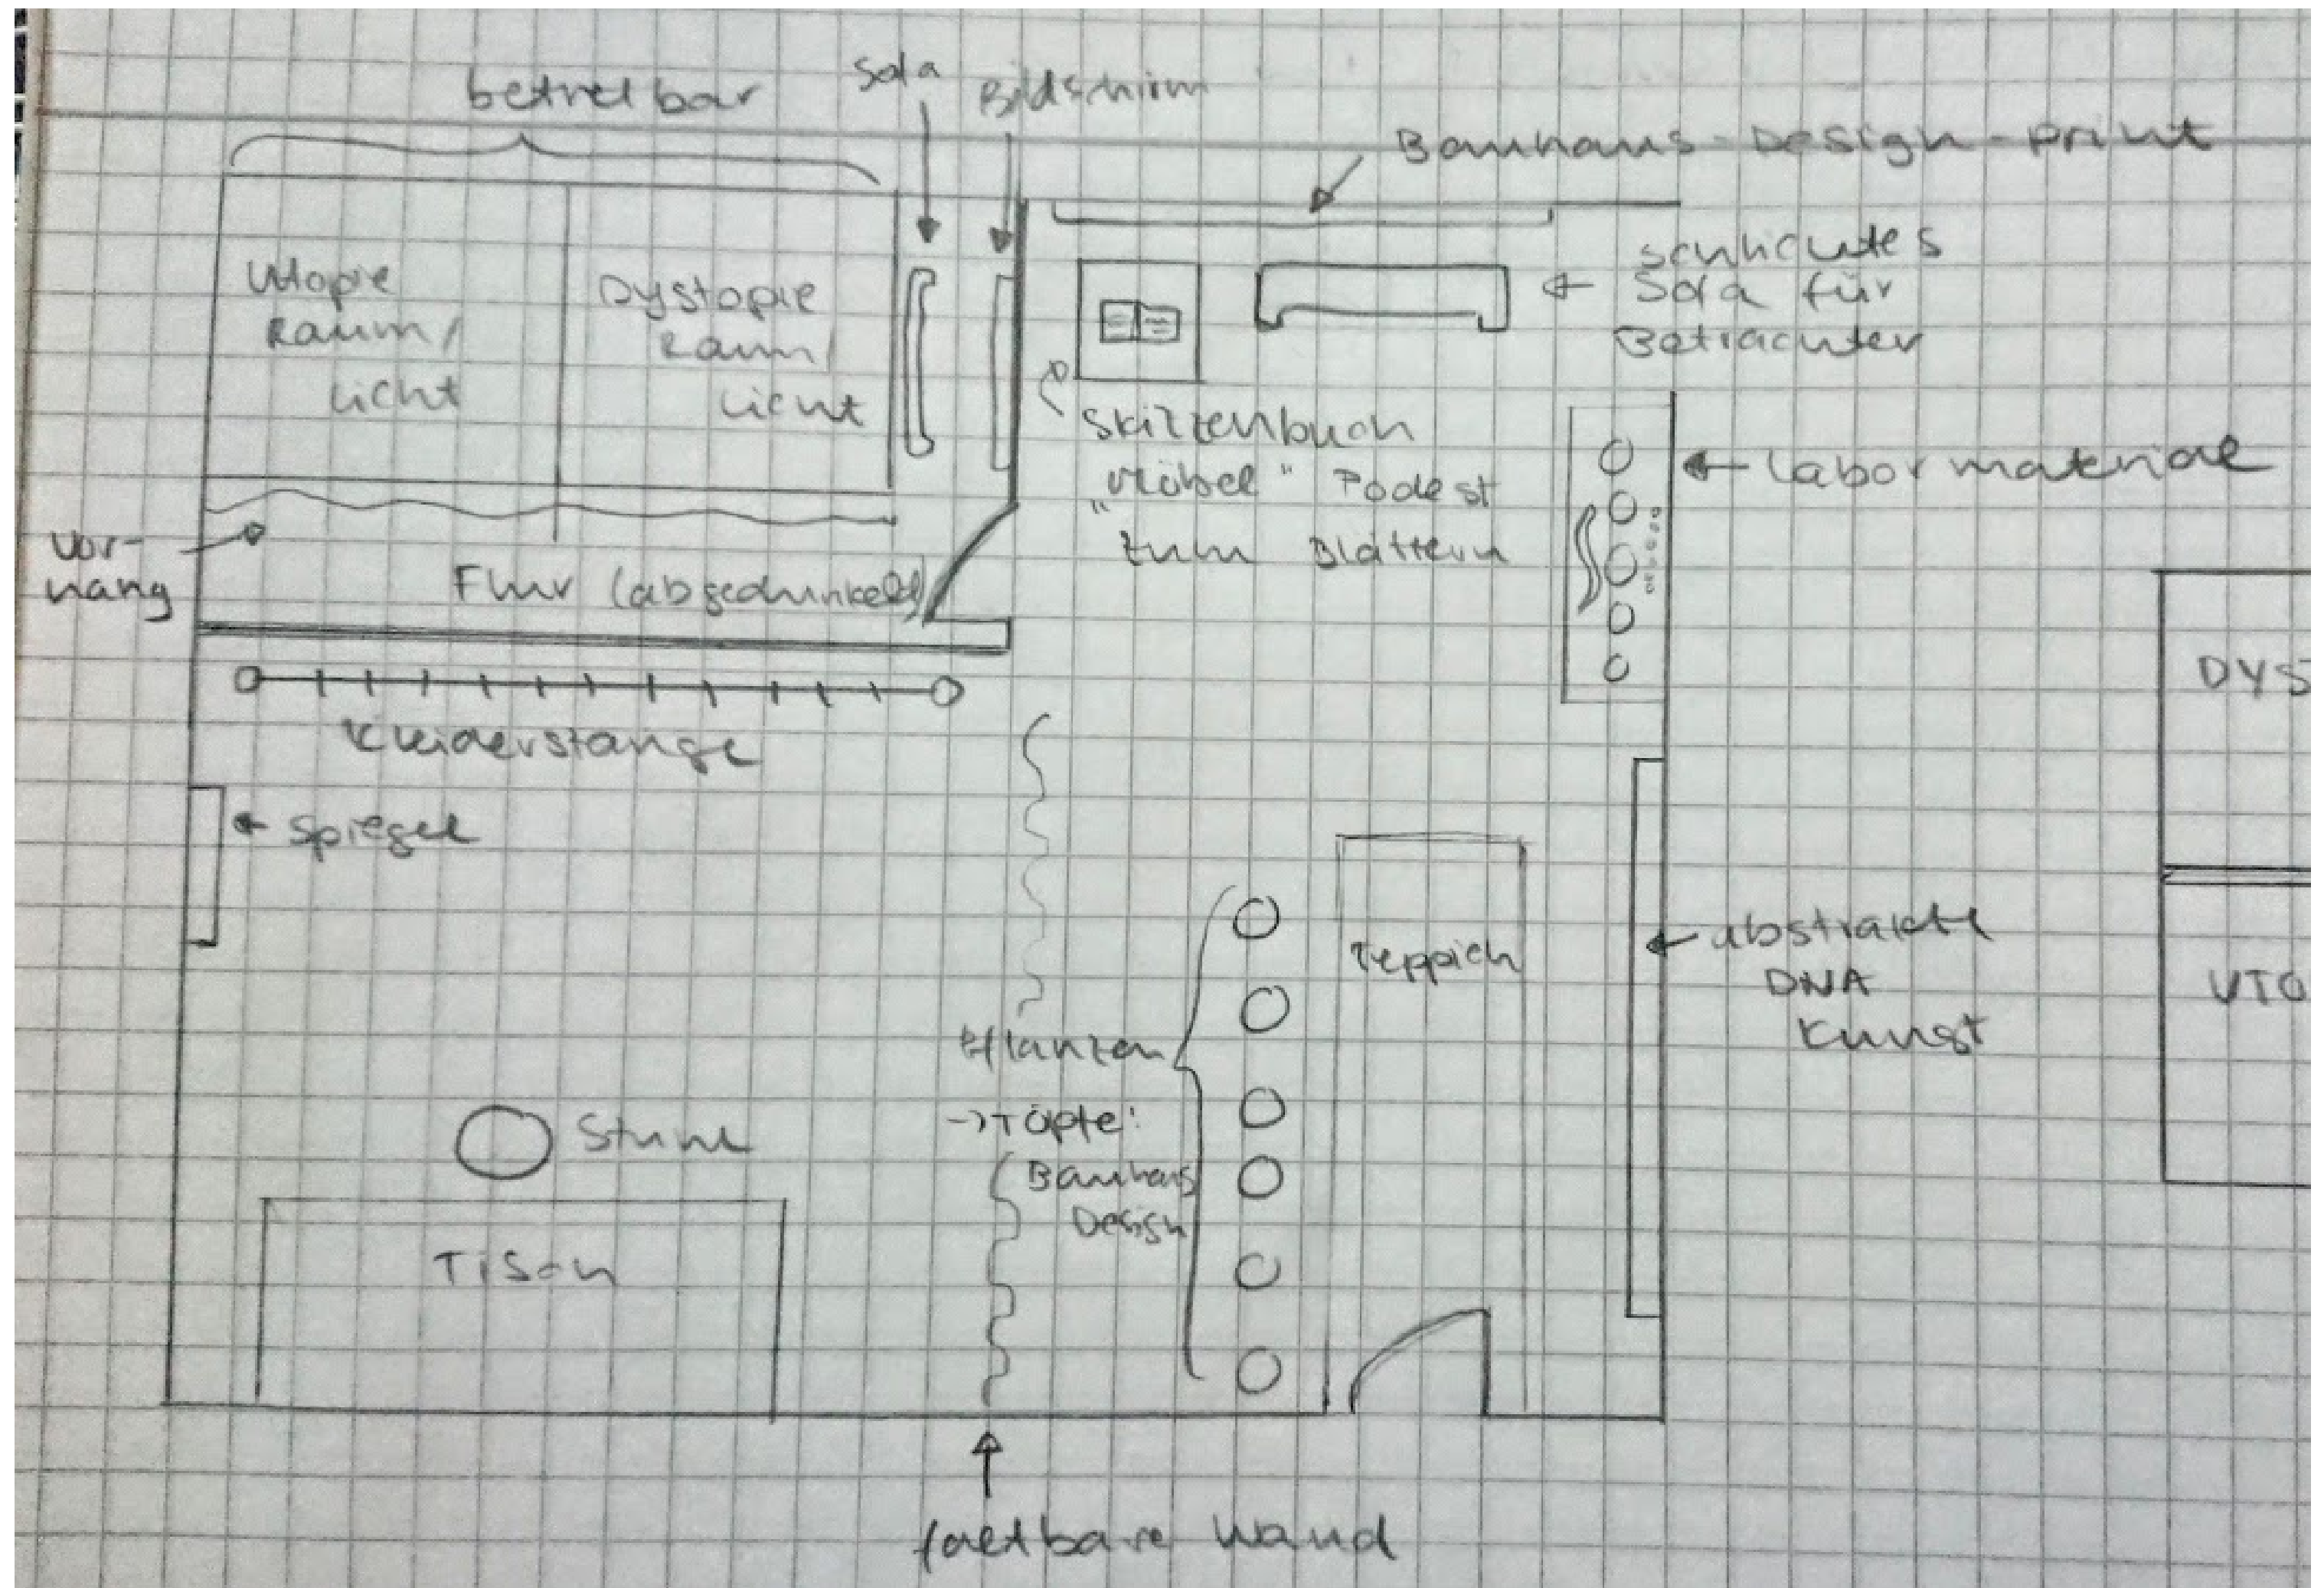 betretbar
Sofa
Bildschirm
Bauhaus-Design-print
Utopie
Raum/
Licht
Dystopie
Raum/
Licht
schlichtes
Sofa für
Betrachter
Skizzenbuch
"Möbel" Podest
zum Blättern
Labormaterial
Vor-
hang
Flur (abgedunkelt)
Kleiderstange
Spiegel
DYS
Teppich
abstrakte
DNA
Kunst
UTO
Pflanzen
→ Töpfe:
Bauhaus
Design
Stuhl
Tisch
faltbare Wand